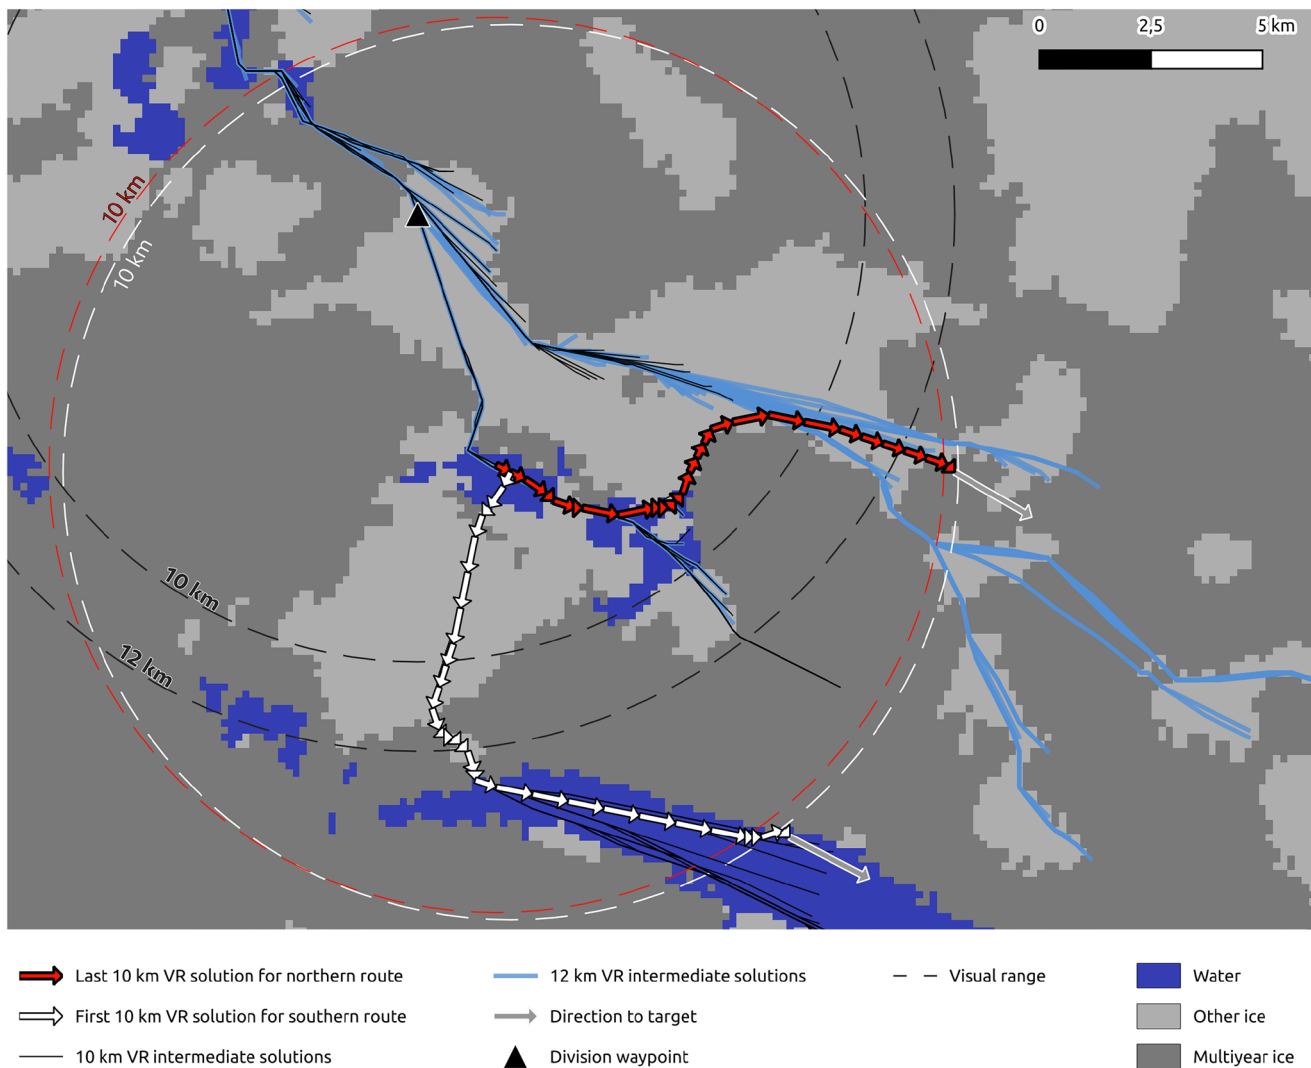 0 2,5 5 km
10 km
10 km
10 km
12 km
Last 10 km VR solution for northern route
12 km VR intermediate solutions
Visual range
Water
First 10 km VR solution for southern route
Direction to target
Other ice
10 km VR intermediate solutions
Division waypoint
Multiyear ice